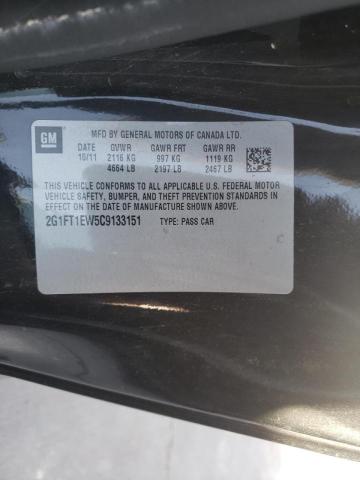 GM
MFD BY GENERAL MOTORS OF CANADA LTD.
DATE GVWR GAWR FRT GAWR RR
10/11 2116 KG 997 KG 1119 KG
4664 LB 2197 LB 2467 LB
THIS VEHICLE CONFORMS TO ALL APPLICABLE U.S. FEDERAL MOTOR
VEHICLE SAFETY, BUMPER, AND THEFT PREVENTION STANDARDS
IN EFFECT ON THE DATE OF MANUFACTURE SHOWN ABOVE.
2G1FT1EW5C9133151 TYPE: PASS CAR